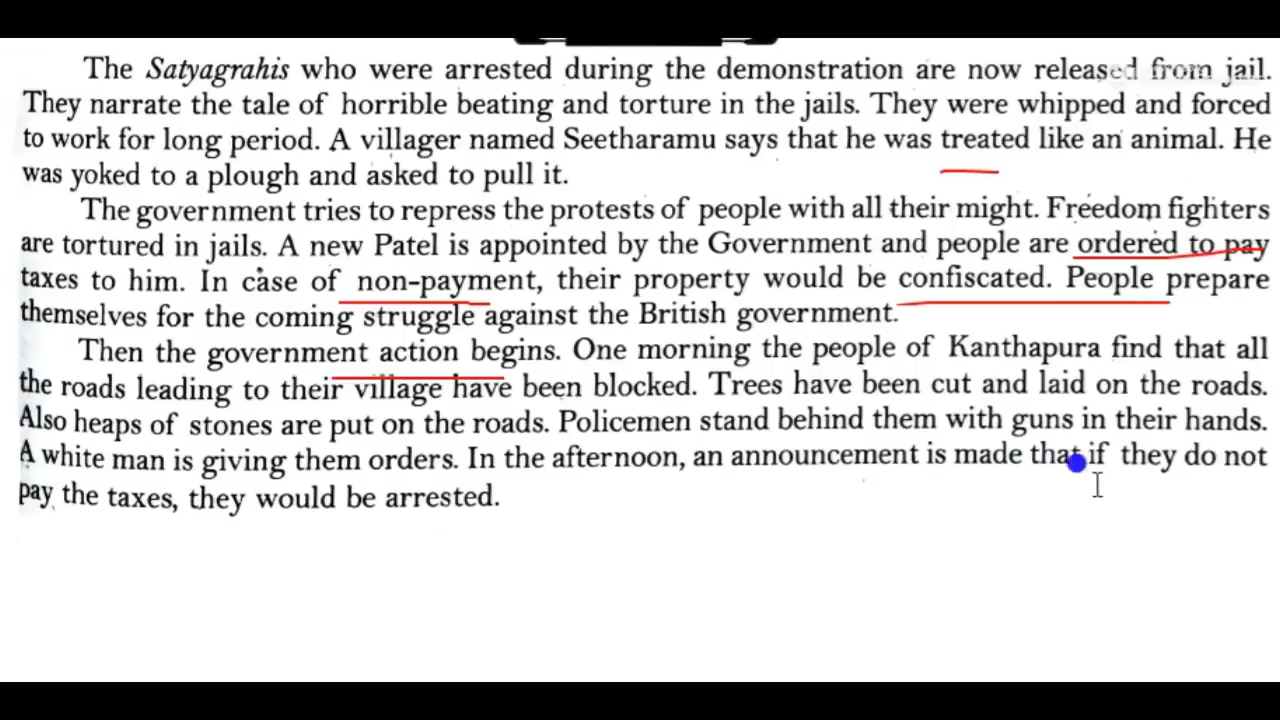 The Satyagrahis who were arrested during the demonstration are now released from jail.
They narrate the tale of horrible beating and torture in the jails. They were whipped and forced
to work for long period. A villager named Seetharamu says that he was treated like an animal. He
was yoked to a plough and asked to pull it.
The government tries to repress the protests of people with all their might. Freedom fighters
are tortured in jails. A new Patel is appointed by the Government and people are ordered to pay
taxes to him. In case of non-payment, their property would be confiscated. People prepare
themselves for the coming struggle against the British government.
Then the government action begins. One morning the people of Kanthapura find that all
the roads leading to their village have been blocked. Trees have been cut and laid on the roads.
Also heaps of stones are put on the roads. Policemen stand behind them with guns in their hands.
A white man is giving them orders. In the afternoon, an announcement is made that if they do not
pay the taxes, they would be arrested.